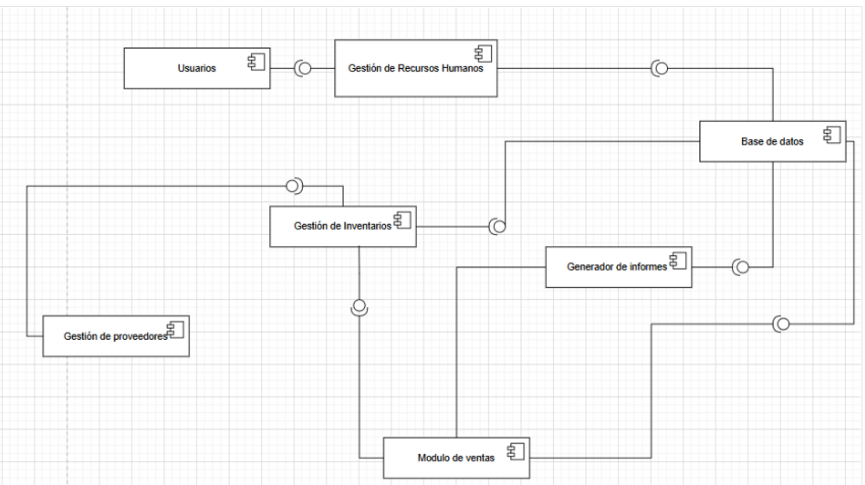 Usuarios
Gestión de Recursos Humanos
Base de datos
Gestión de Inventarios
Generador de informes
Gestión de proveedores
Modulo de ventas